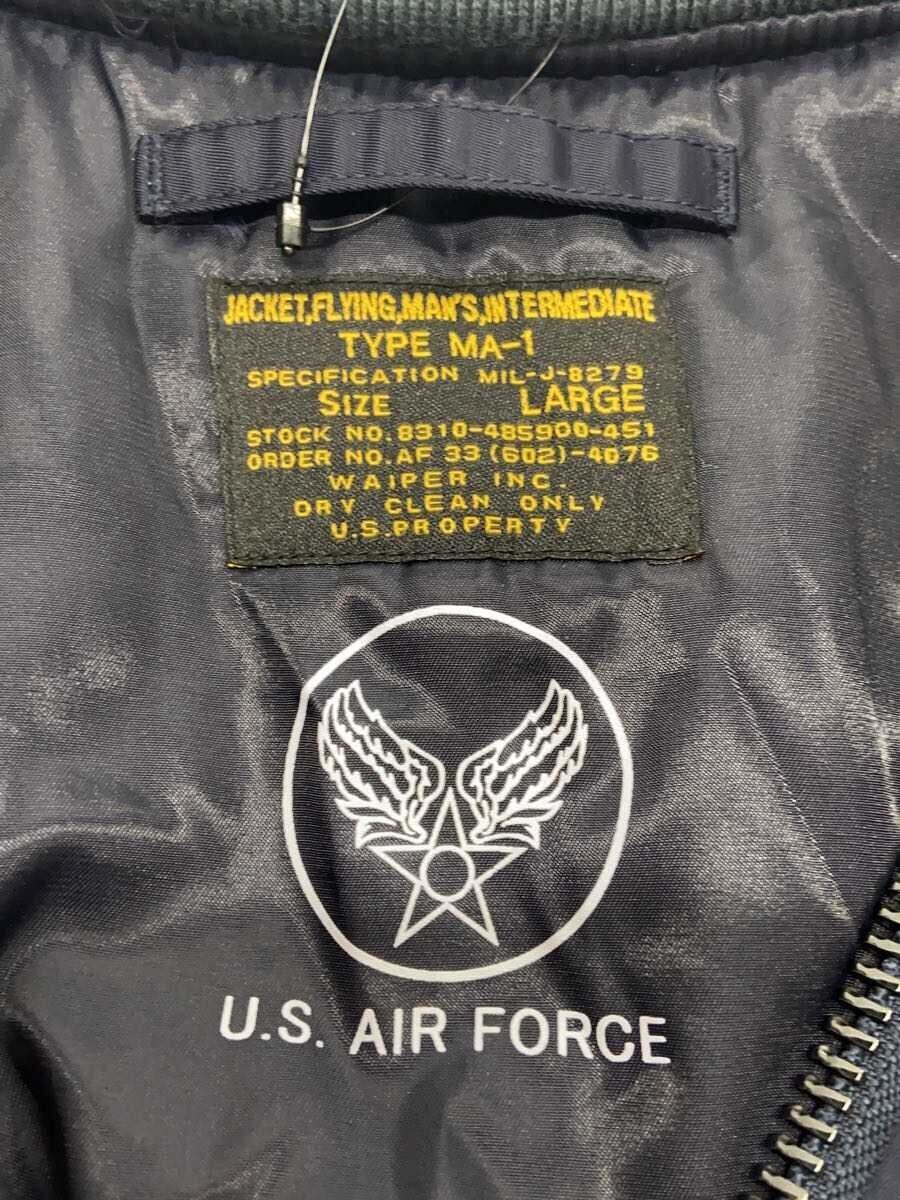 JACKET,FLYING,MAN'S,INTERMEDIATE
TYPE MA-1
SPECIFICATION MIL-J-8279
SIZE LARGE
STOCK NO.8310-485900-451
ORDER NO.AF 33 (602)-4076
WAIPER INC.
DRY CLEAN ONLY
U.S.PROPERTY
U.S. AIR FORCE